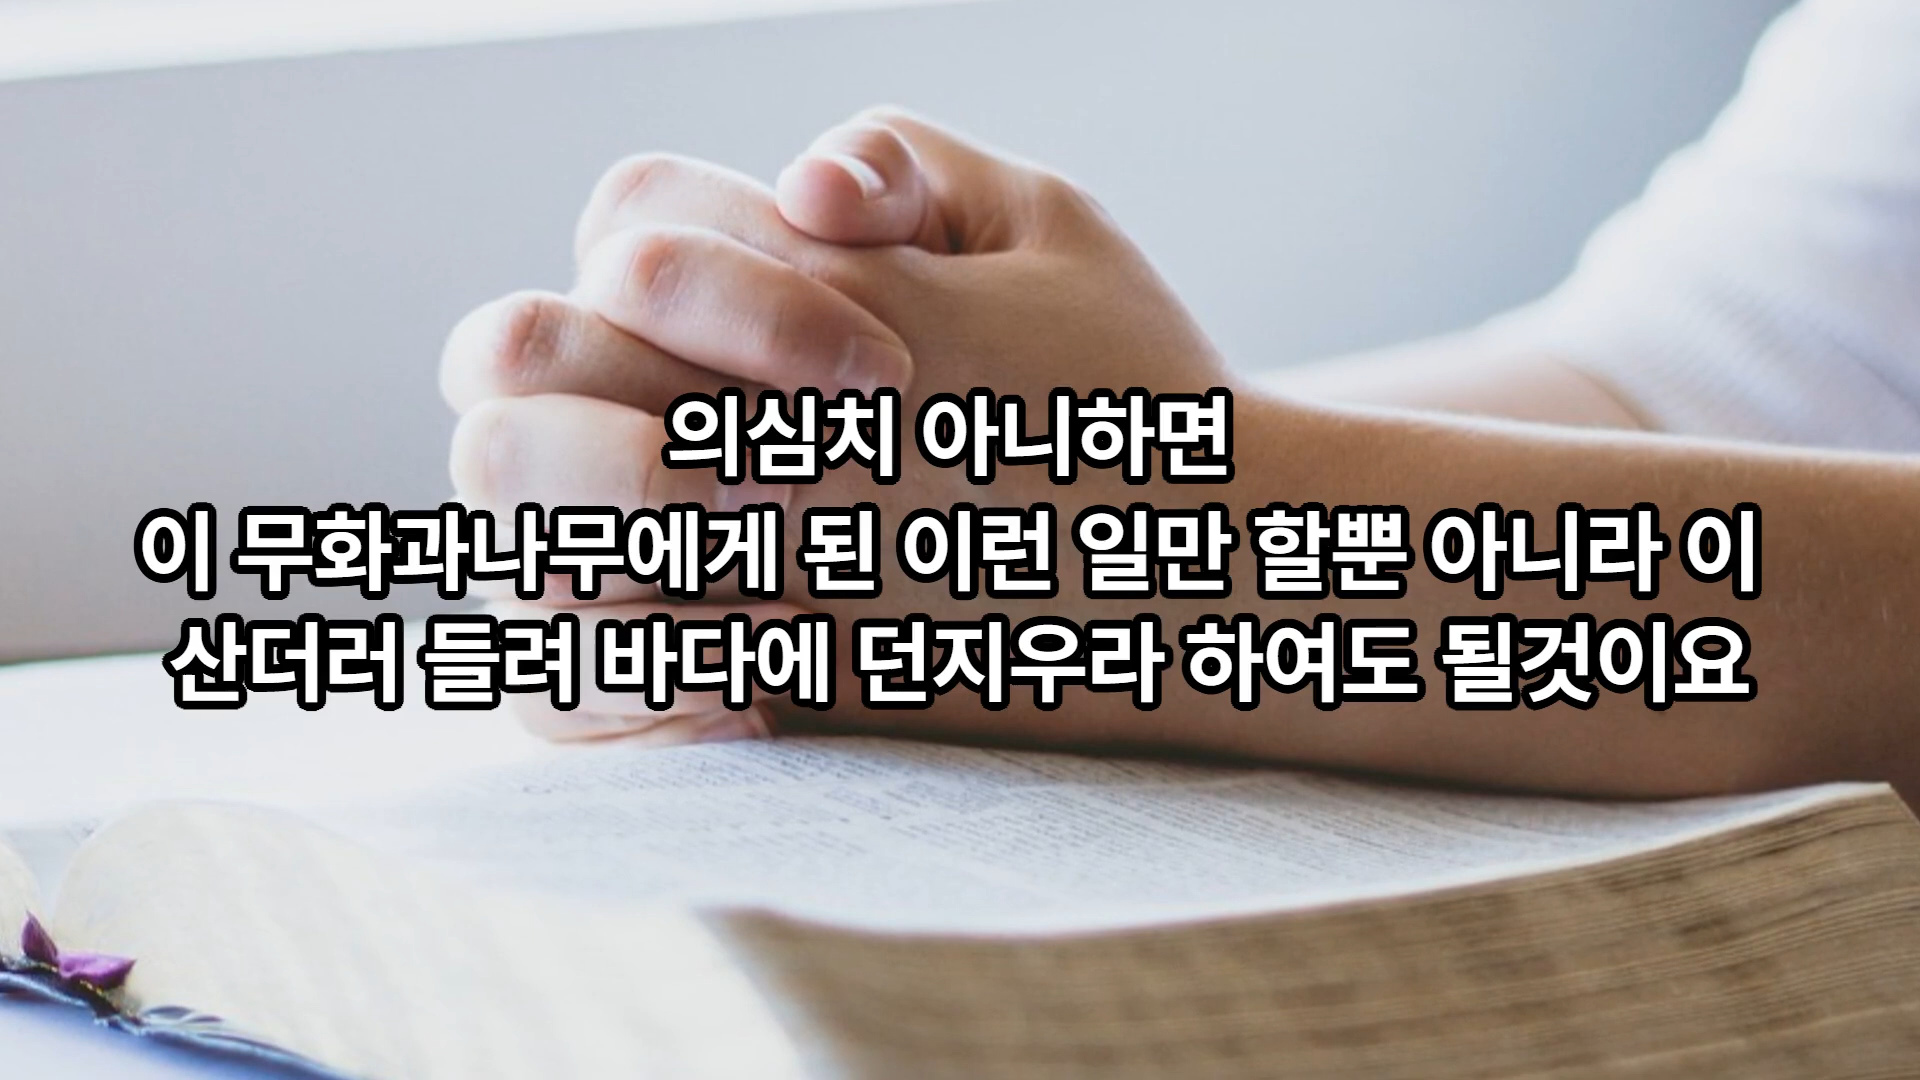 의심치 아니하면
이 무화과나무에게 된 이런 일만 할뿐 아니라 이
산더러 들려 바다에 던지우라 하여도 될것이요